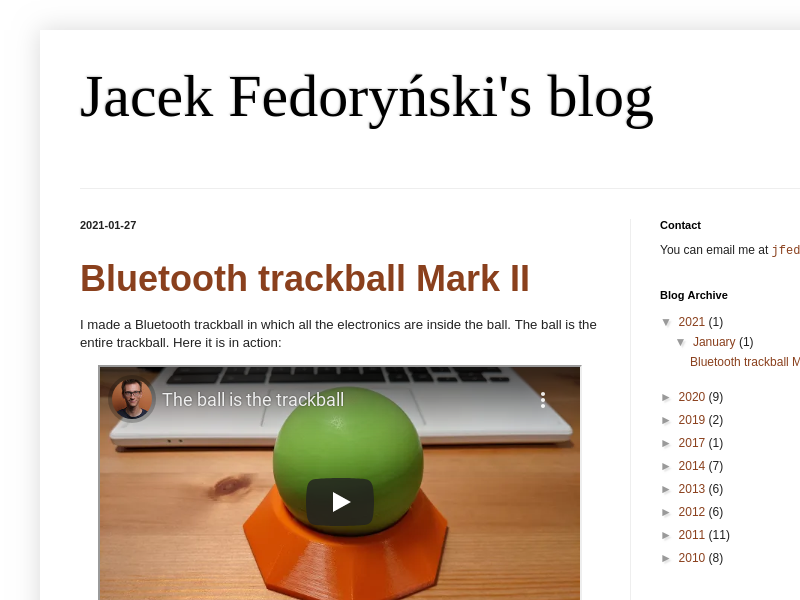 Jacek Fedoryński's blog
2021-01-27
Bluetooth trackball Mark II
I made a Bluetooth trackball in which all the electronics are inside the ball. The ball is the
entire trackball. Here it is in action:
The ball is the trackball
Contact
You can email me at jfed
Blog Archive
▼ 2021 (1)
▼ January (1)
Bluetooth trackball M
► 2020 (9)
► 2019 (2)
► 2017 (1)
► 2014 (7)
► 2013 (6)
► 2012 (6)
► 2011 (11)
► 2010 (8)